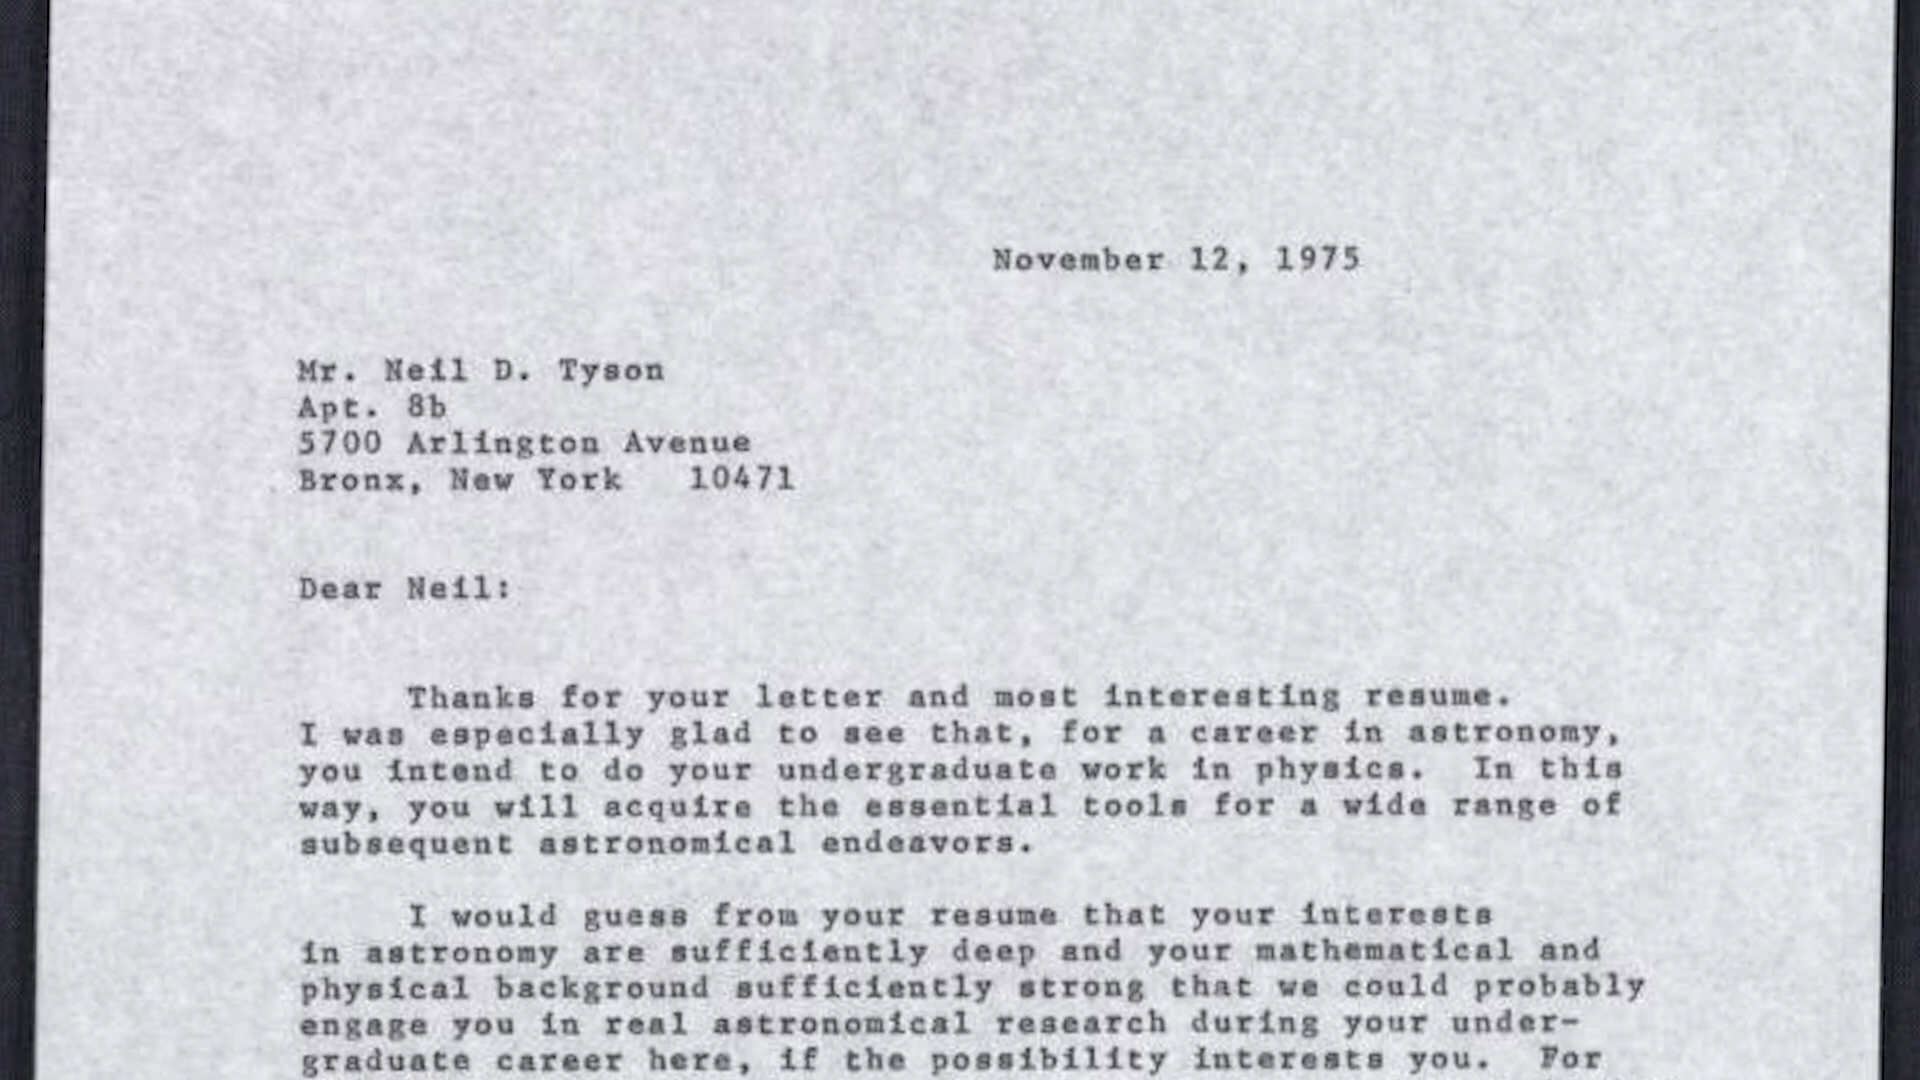 November 12, 1975
Mr. Neil D. Tyson
Apt. 8b
5700 Arlington Avenue
Bronx, New York   10471
Dear Neil:
Thanks for your letter and most interesting resume.
I was especially glad to see that, for a career in astronomy,
you intend to do your undergraduate work in physics.  In this
way, you will acquire the essential tools for a wide range of
subsequent astronomical endeavors.
I would guess from your resume that your interests
in astronomy are sufficiently deep and your mathematical and
physical background sufficiently strong that we could probably
engage you in real astronomical research during your under-
graduate career here, if the possibility interests you.  For